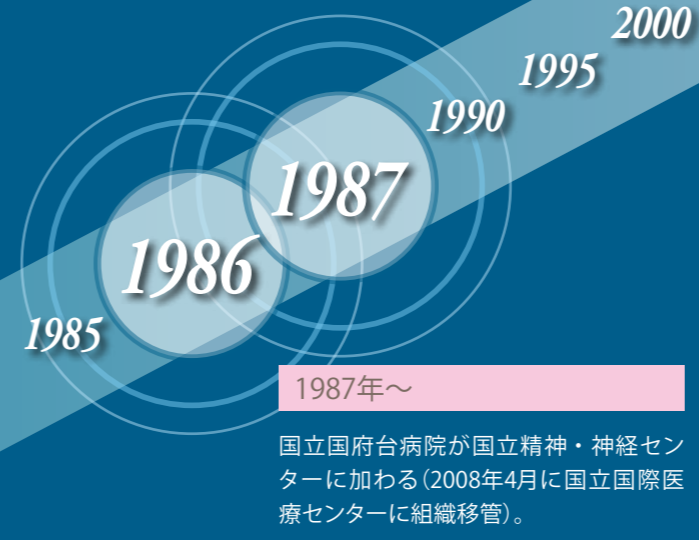 2000
1995
1990
1987
1986
1985
1987年～
国立国府台病院が国立精神・神経セン
ターに加わる（2008年4月に国立国際医
療センターに組織移管）。